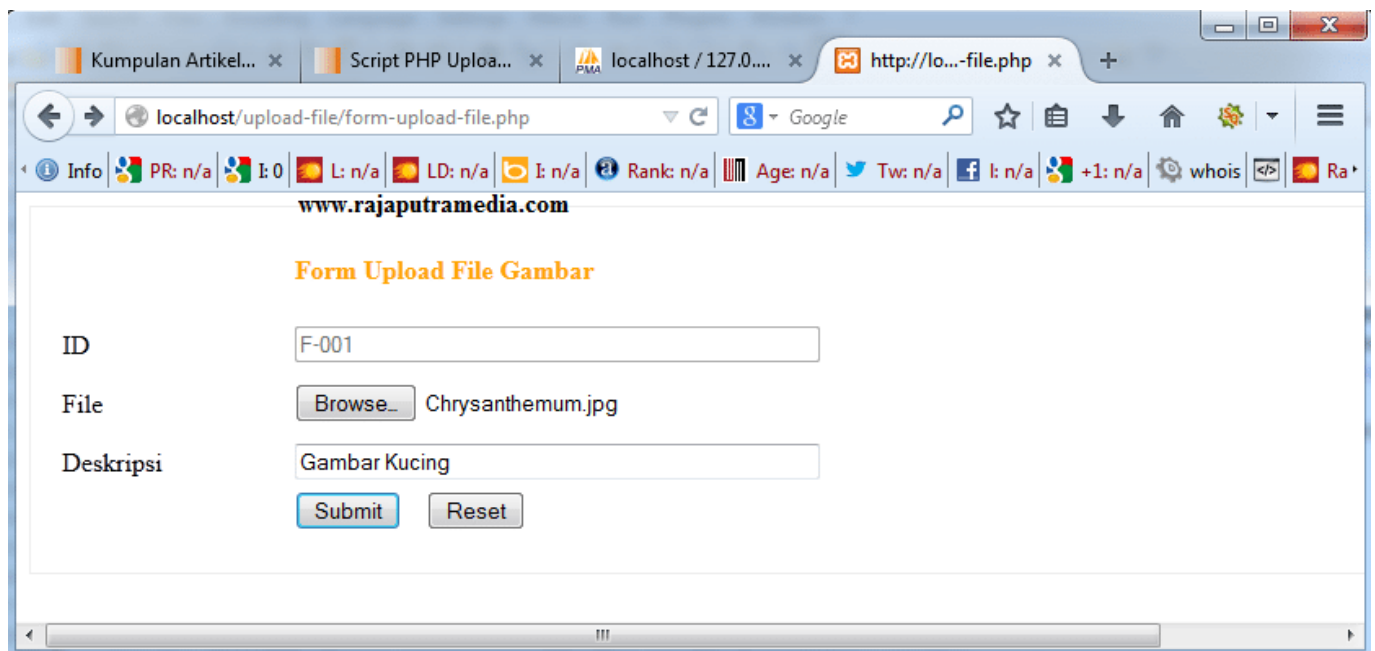 Kumpulan Artikel... × Script PHP Uploa... × PMA localhost / 127.0.... × http://lo...-file.php × +
localhost/upload-file/form-upload-file.php 8 Google
Info PR: n/a I: 0 L: n/a LD: n/a I: n/a Rank: n/a Age: n/a Tw: n/a I: n/a +1: n/a whois Ra
www.rajaputramedia.com
Form Upload File Gambar
ID F-001
File Browse... Chrysanthemum.jpg
Deskripsi Gambar Kucing
Submit Reset